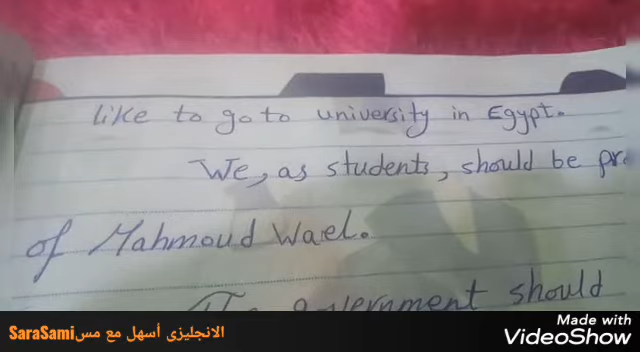 like to go to university in Egypt.
We, as students, should be
of Mahmoud Wael.
government should
الانجليزى أسهل مع مس SaraSami
Made with
VideoShow